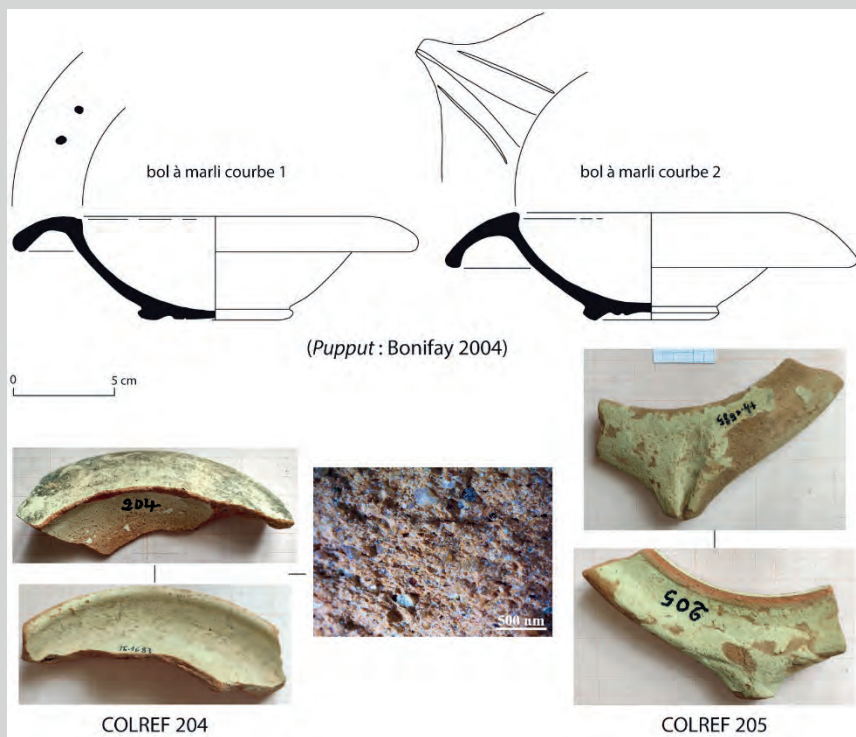 bol à marli courbe 1
bol à marli courbe 2
(Pupput : Bonifay 2004)
0 5 cm
204
500 nm
205
COLREF 204
COLREF 205